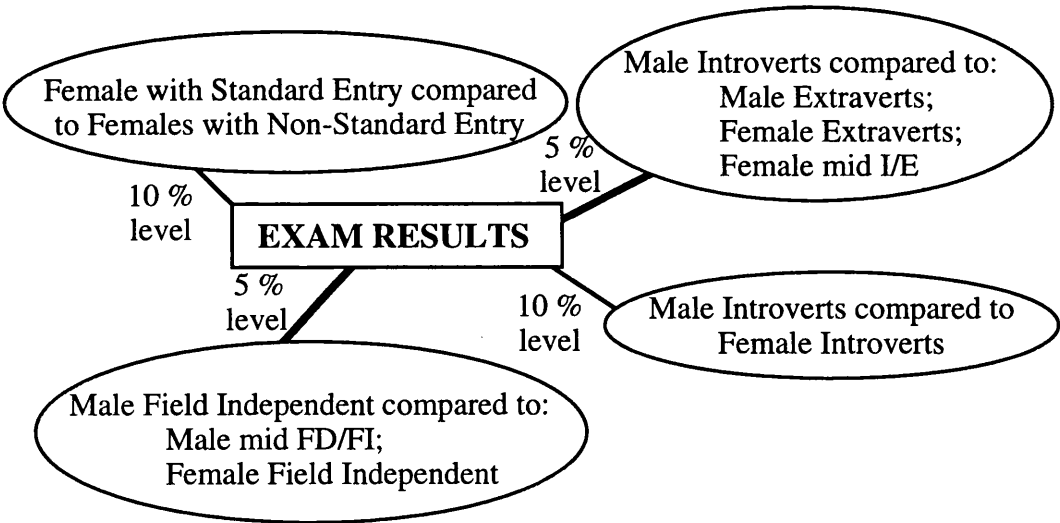 Female with Standard Entry compared
to Females with Non-Standard Entry
Male Introverts compared to:
Male Extraverts;
Female Extraverts;
Female mid I/E
10 %
level
5 %
level
EXAM RESULTS
5 %
level
10 %
level
Male Introverts compared to
Female Introverts
Male Field Independent compared to:
Male mid FD/FI;
Female Field Independent